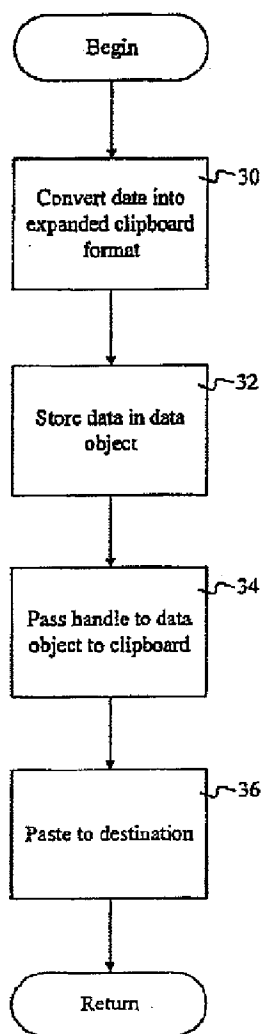 Begin
30
Convert data into
expanded clipboard
format
32
Store data in data
object
34
Pass handle to data
object to clipboard
36
Paste to destination
Return